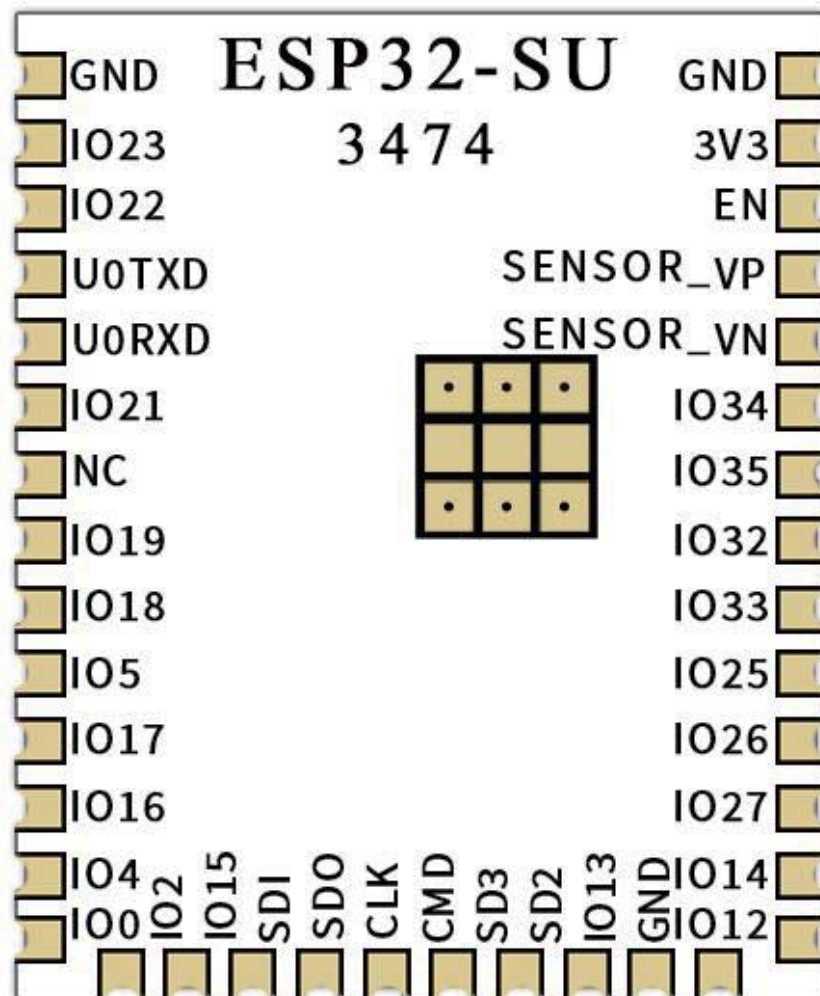 ESP32-SU
3474
GND
IO23
IO22
U0TXD
U0RXD
IO21
NC
IO19
IO18
IO5
IO17
IO16
IO4
IO0
IO2
IO15
SDI
SDO
CLK
CMD
SD3
SD2
IO13
GND
GND
3V3
EN
SENSOR_VP
SENSOR_VN
IO34
IO35
IO32
IO33
IO25
IO26
IO27
IO14
IO12